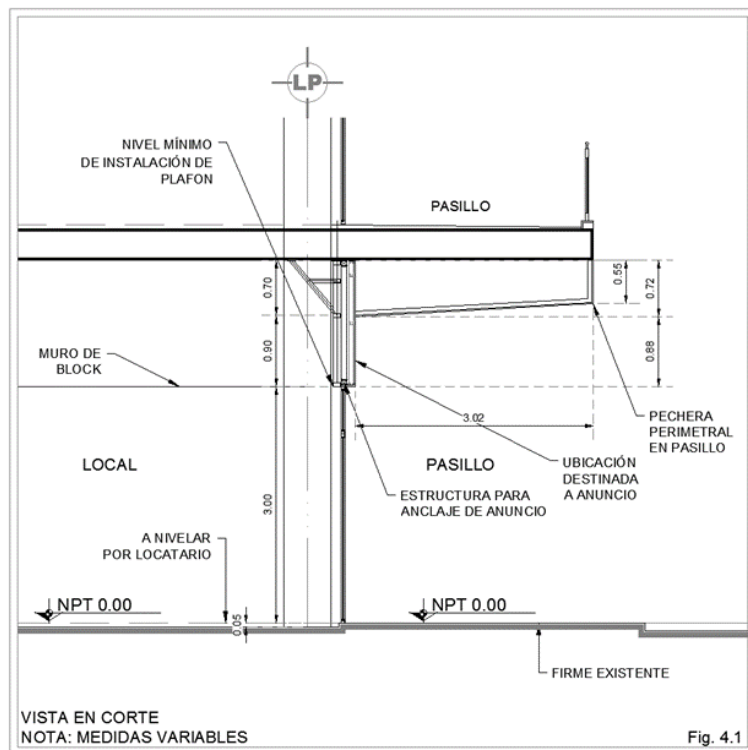 LP
NIVEL MÍNIMO
DE INSTALACIÓN DE
PLAFON
PASILLO
0.70
0.90
3.00
0.05
0.55
0.72
0.88
3.02
MURO DE
BLOCK
LOCAL
PASILLO
PECHERA
PERIMETRAL
EN PASILLO
UBICACIÓN
DESTINADA
A ANUNCIO
ESTRUCTURA PARA
ANCLAJE DE ANUNCIO
A NIVELAR
POR LOCATARIO
NPT 0.00
NPT 0.00
FIRME EXISTENTE
VISTA EN CORTE
NOTA: MEDIDAS VARIABLES
Fig. 4.1